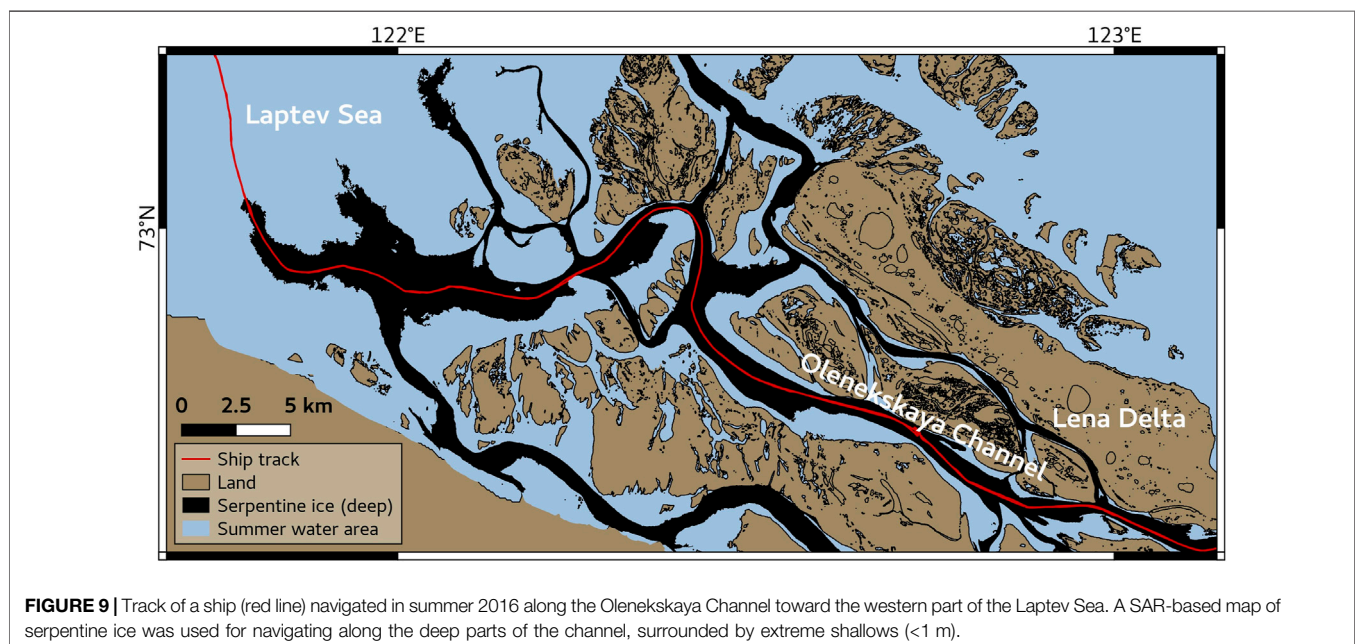 122°E 123°E
Laptev Sea
73°N
Olenekskaya Channel
Lena Delta
0 2.5 5 km
Ship track
Land
Serpentine ice (deep)
Summer water area
FIGURE 9 | Track of a ship (red line) navigated in summer 2016 along the Olenekskaya Channel toward the western part of the Laptev Sea. A SAR-based map of
serpentine ice was used for navigating along the deep parts of the channel, surrounded by extreme shallows (<1 m).